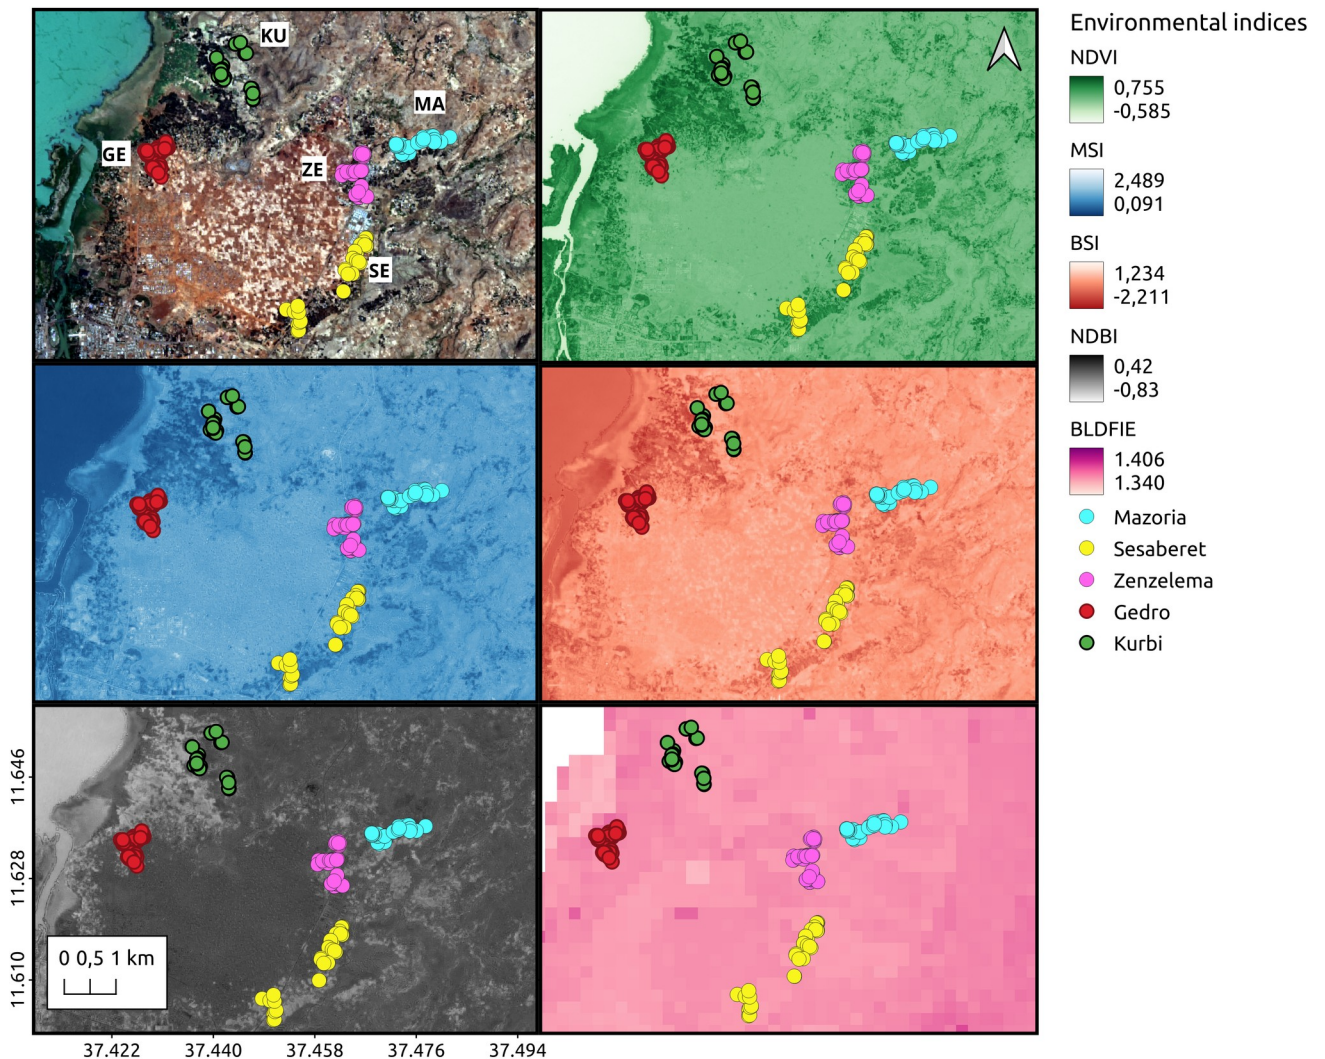 KU
MA
GE
ZE
SE
Environmental indices
NDVI
0,755
-0,585
MSI
2,489
0,091
BSI
1,234
-2,211
NDBI
0,42
-0,83
BLDFIE
1.406
1.340
Mazoria
Sesaberet
Zenzelema
Gedro
Kurbi
11.646
11.628
11.610
0 0,5 1 km
37.422 37.440 37.458 37.476 37.494